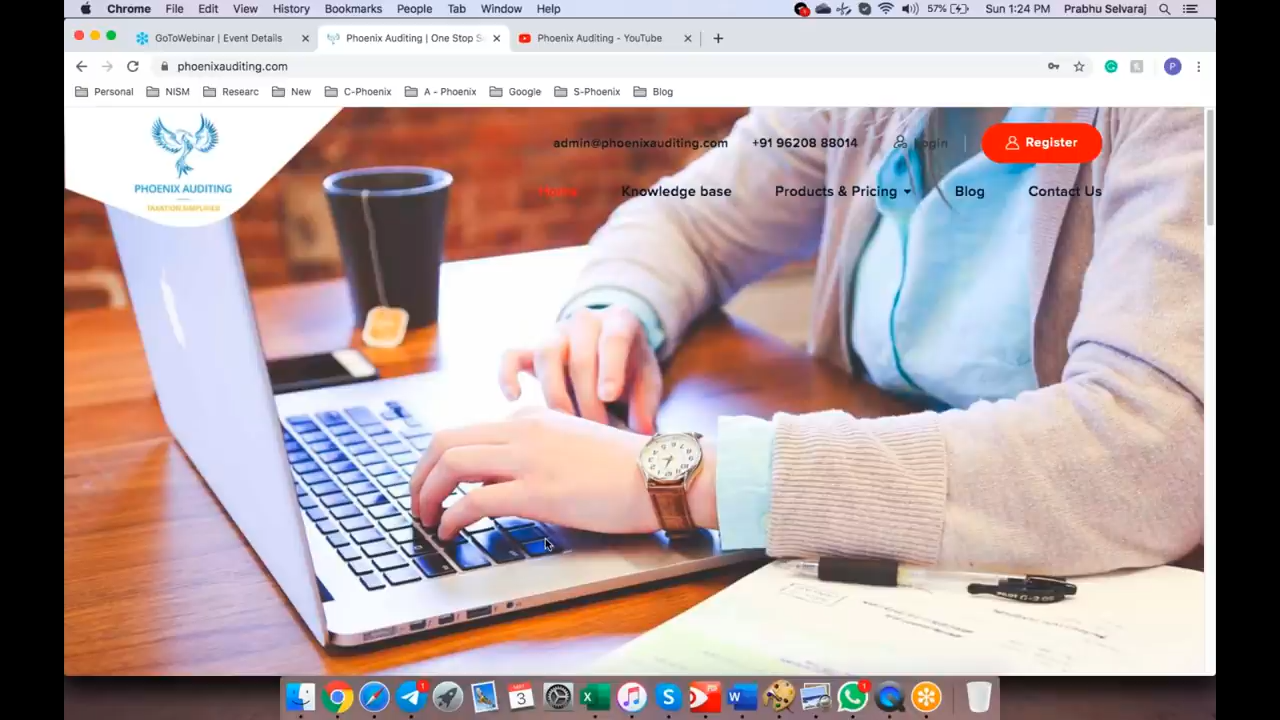 Chrome File Edit View History Bookmarks People Tab Window Help 57% Sun 1:24 PM Prabhu Selvaraj
GoToWebinar | Event Details Phoenix Auditing | One Stop S Phoenix Auditing - YouTube
phoenixauditing.com P
Personal NISM Researc New C-Phoenix A - Phoenix Google S-Phoenix Blog
PHOENIX AUDITING
TAXATION SIMPLIFIED
admin@phoenixauditing.com +91 96208 88014 Login Register
Home Knowledge base Products & Pricing Blog Contact Us
1 3 1